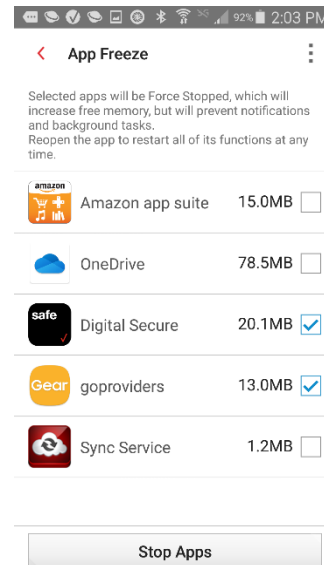 92% 2:03 PM
App Freeze
Selected apps will be Force Stopped, which will
increase free memory, but will prevent notifications
and background tasks.
Reopen the app to restart all of its functions at any
time.
amazon
Amazon app suite 15.0MB
OneDrive 78.5MB
safe
Digital Secure 20.1MB
Gear
goproviders 13.0MB
Sync Service 1.2MB
Stop Apps